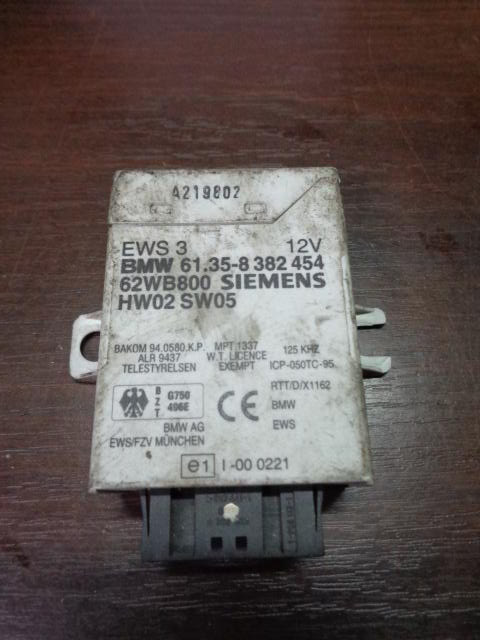 A219802
EWS 3 12V
BMW 61.35-8 382 454
62WB800 SIEMENS
HW02 SW05
BAKOM 94.0580.K.P. MPT 1337 125 KHZ
ALR 9437 W.T. LICENCE ICP-050TC-95
TELESTYRELSEN EXEMPT
RTT/D/X1162
B Z T G750 496E CE BMW
BMW AG EWS
EWS/FZV MÜNCHEN
e1 I-00 0221